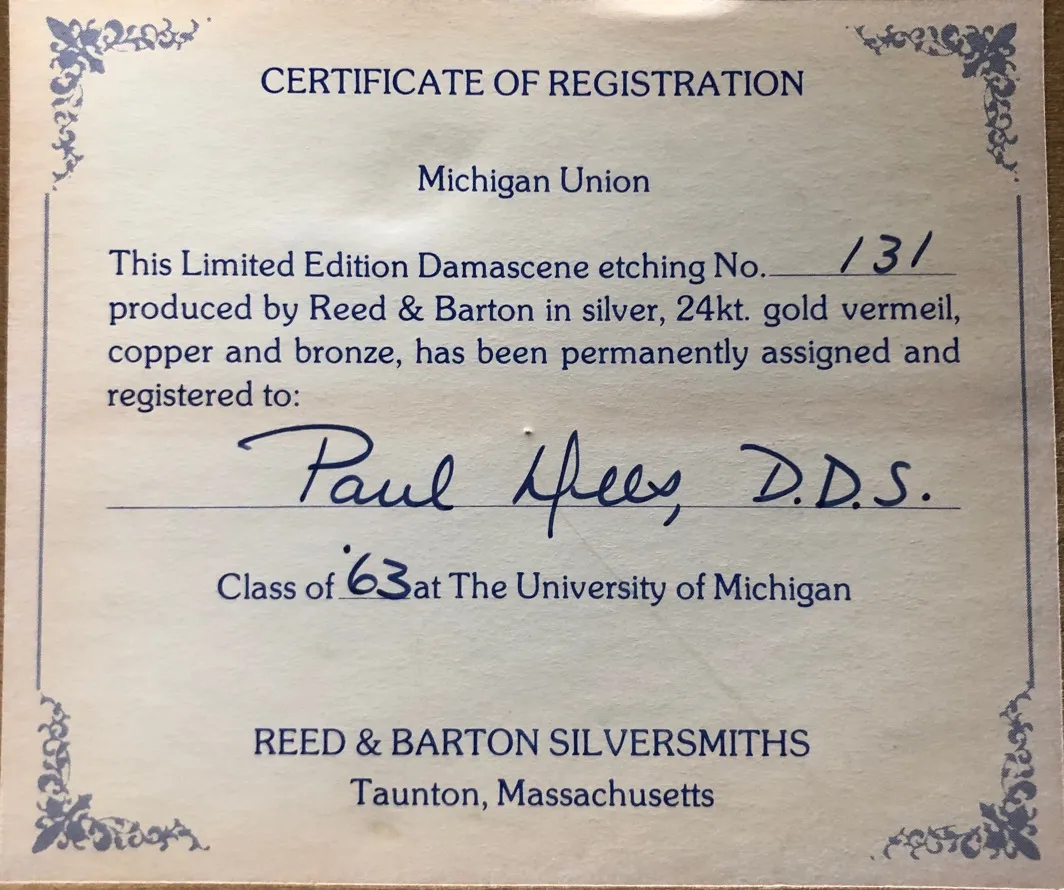 CERTIFICATE OF REGISTRATION
Michigan Union
This Limited Edition Damascene etching No. 131
produced by Reed & Barton in silver, 24kt. gold vermeil,
copper and bronze, has been permanently assigned and
registered to:
Paul D.D.S.
Class of '63 at The University of Michigan
REED & BARTON SILVERSMITHS
Taunton, Massachusetts